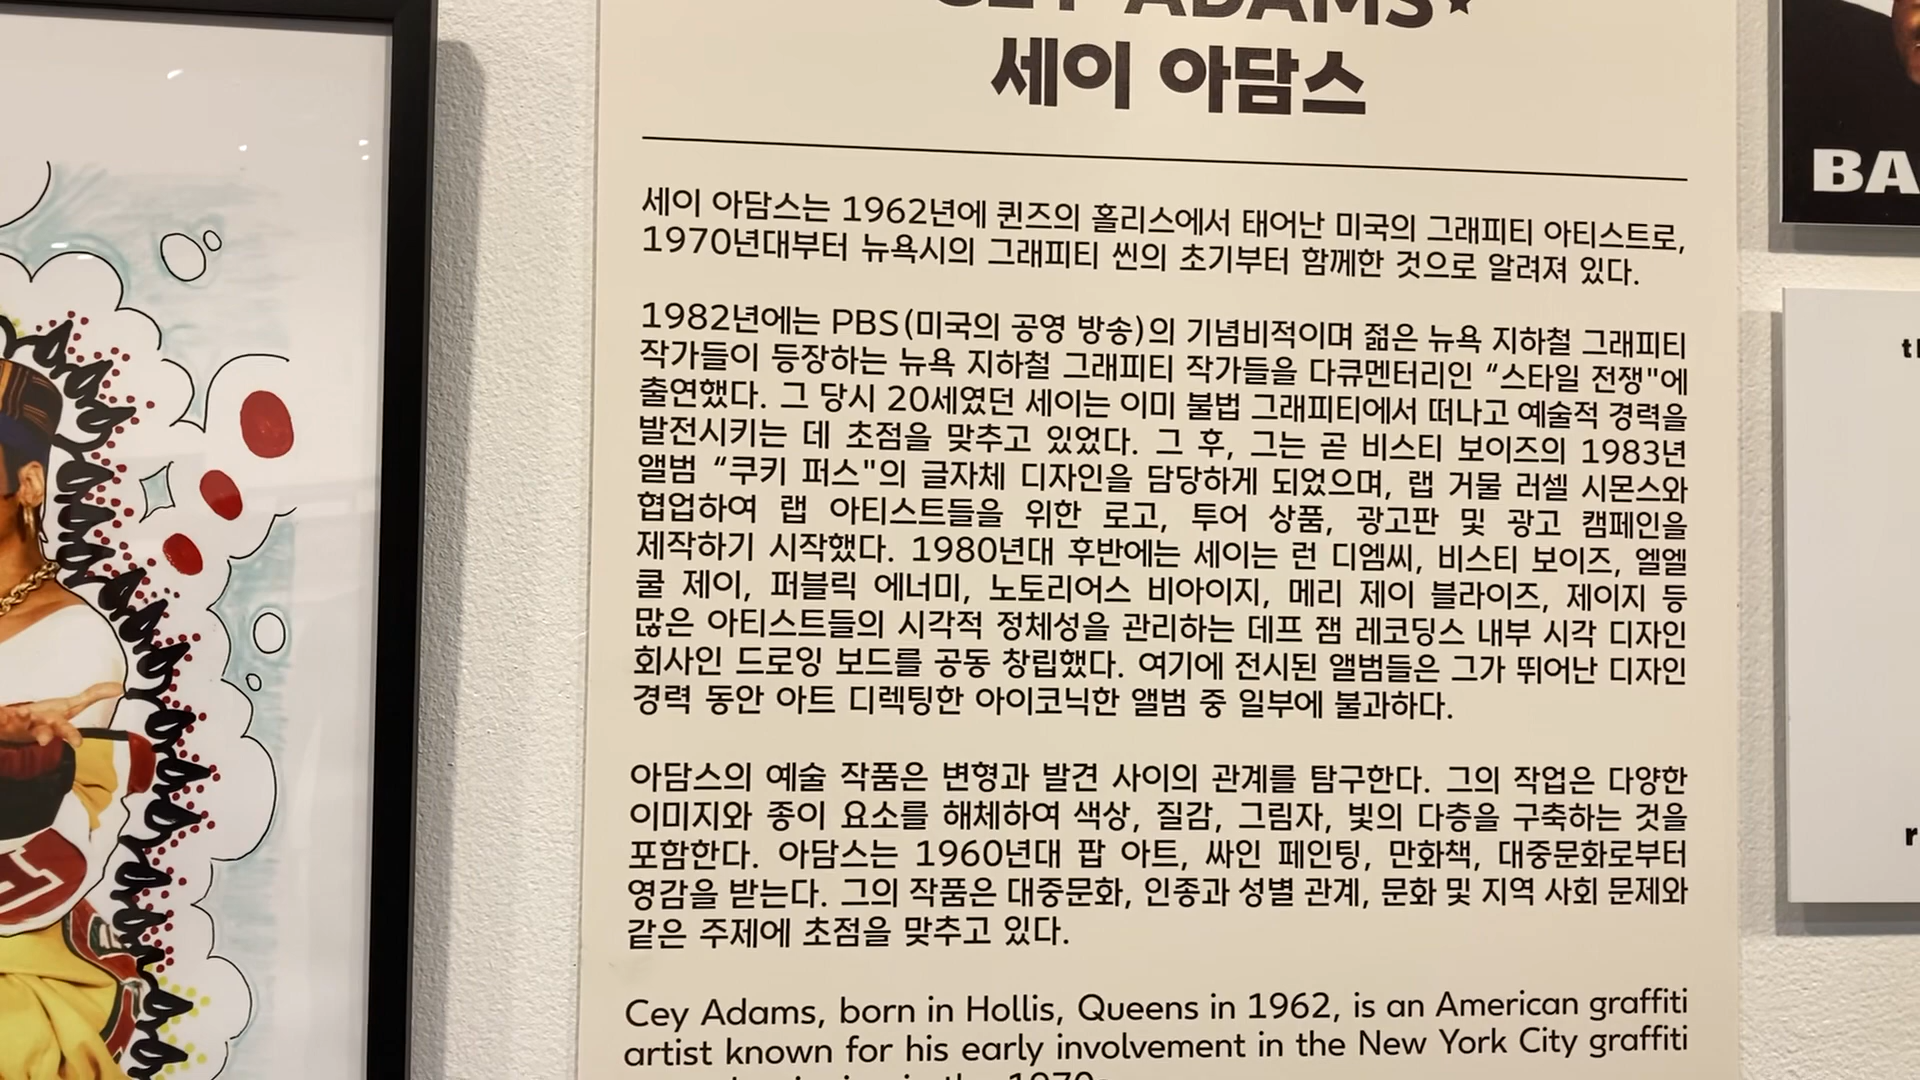 CEY ADAMS★
세이 아담스
세이 아담스는 1962년에 퀸즈의 홀리스에서 태어난 미국의 그래피티 아티스트로,
1970년대부터 뉴욕시의 그래피티 씬의 초기부터 함께한 것으로 알려져 있다.
1982년에는 PBS(미국의 공영 방송)의 기념비적이며 젊은 뉴욕 지하철 그래피티
작가들이 등장하는 뉴욕 지하철 그래피티 작가들을 다큐멘터리인 “스타일 전쟁"에
출연했다. 그 당시 20세였던 세이는 이미 불법 그래피티에서 떠나고 예술적 경력을
발전시키는 데 초점을 맞추고 있었다. 그 후, 그는 곧 비스티 보이즈의 1983년
앨범 “쿠키 퍼스"의 글자체 디자인을 담당하게 되었으며, 랩 거물 러셀 시몬스와
협업하여 랩 아티스트들을 위한 로고, 투어 상품, 광고판 및 광고 캠페인을
제작하기 시작했다. 1980년대 후반에는 세이는 런 디엠씨, 비스티 보이즈, 엘엘
쿨 제이, 퍼블릭 에너미, 노토리어스 비아이지, 메리 제이 블라이즈, 제이지 등
많은 아티스트들의 시각적 정체성을 관리하는 데프 잼 레코딩스 내부 시각 디자인
회사인 드로잉 보드를 공동 창립했다. 여기에 전시된 앨범들은 그가 뛰어난 디자인
경력 동안 아트 디렉팅한 아이코닉한 앨범 중 일부에 불과하다.
아담스의 예술 작품은 변형과 발견 사이의 관계를 탐구한다. 그의 작업은 다양한
이미지와 종이 요소를 해체하여 색상, 질감, 그림자, 빛의 다층을 구축하는 것을
포함한다. 아담스는 1960년대 팝 아트, 싸인 페인팅, 만화책, 대중문화로부터
영감을 받는다. 그의 작품은 대중문화, 인종과 성별 관계, 문화 및 지역 사회 문제와
같은 주제에 초점을 맞추고 있다.
Cey Adams, born in Hollis, Queens in 1962, is an American graffiti
artist known for his early involvement in the New York City graffiti
BA